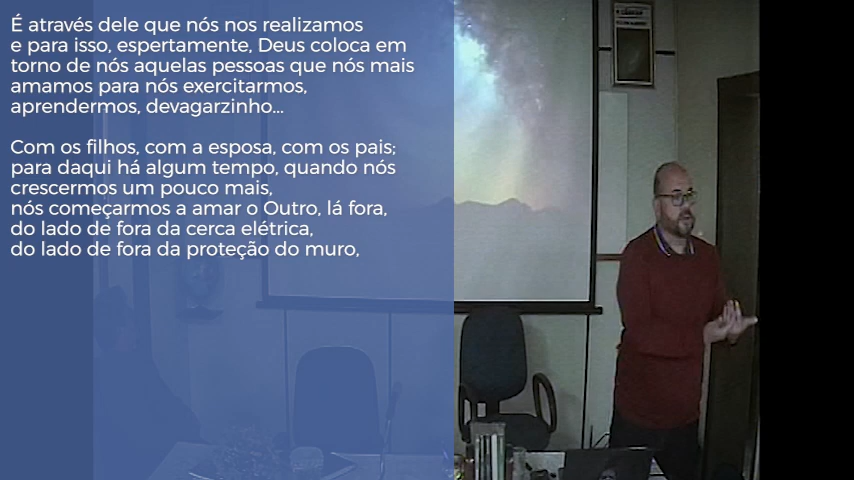 É através dele que nós nos realizamos
e para isso, espertamente, Deus coloca em
torno de nós aquelas pessoas que nós mais
amamos para nós exercitarmos,
aprendermos, devagarzinho...
Com os filhos, com a esposa, com os pais;
para daqui há algum tempo, quando nós
crescermos um pouco mais,
nós começarmos a amar o Outro, lá fora,
do lado de fora da cerca elétrica,
do lado de fora da proteção do muro,